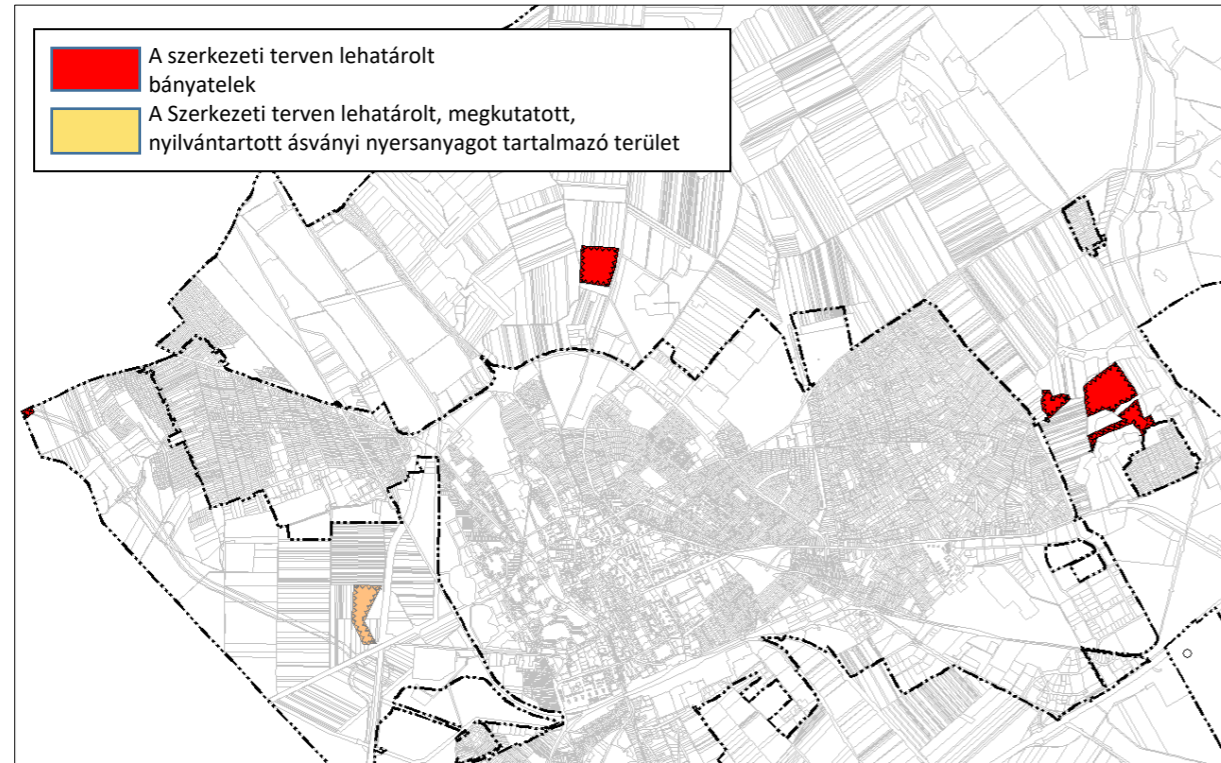 A szerkezeti terven lehatárolt
bányatelek
A Szerkezeti terven lehatárolt, megkutatott,
nyilvántartott ásványi nyersanyagot tartalmazó terület